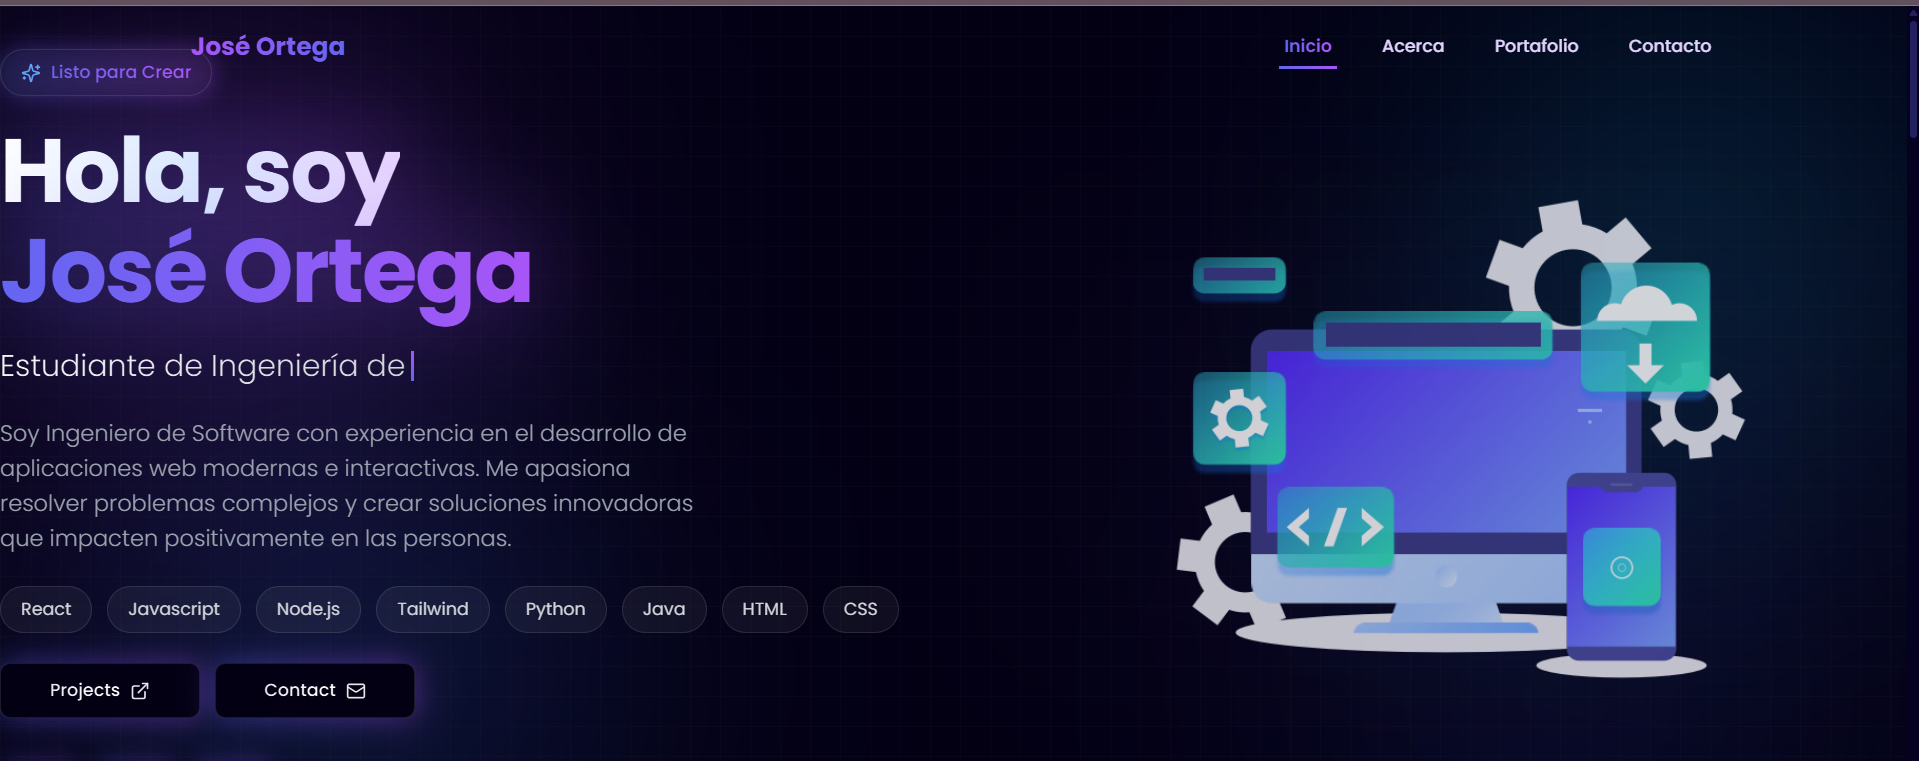 José Ortega
Inicio
Acerca
Portafolio
Contacto
Listo para Crear
Hola, soy
José Ortega
Estudiante de Ingeniería de
Soy Ingeniero de Software con experiencia en el desarrollo de
aplicaciones web modernas e interactivas. Me apasiona
resolver problemas complejos y crear soluciones innovadoras
que impacten positivamente en las personas.
React
Javascript
Node.js
Tailwind
Python
Java
HTML
CSS
Projects
Contact
</>